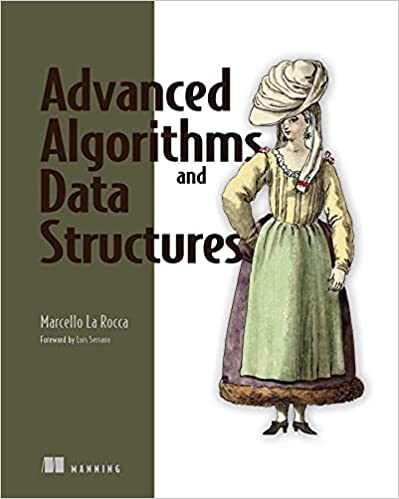 Advanced
Algorithms
and
Data
Structures
Marcello La Rocca
Foreword by Luis Serrano
MANNING